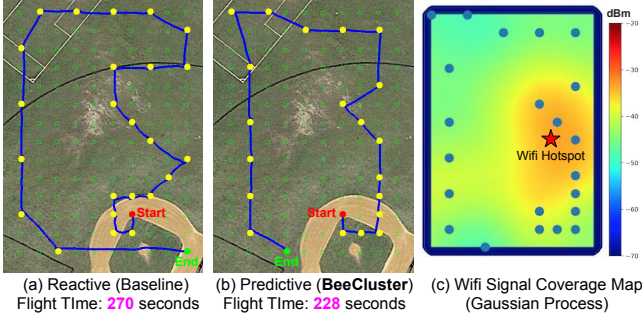 Start
End
Start
End
dBm
−20
−30
−40
−50
−60
−70
Wifi Hotspot
(a) Reactive (Baseline)
Flight TIme: 270 seconds
(b) Predictive (BeeCluster)
Flight TIme: 228 seconds
(c) Wifi Signal Coverage Map
(Gaussian Process)